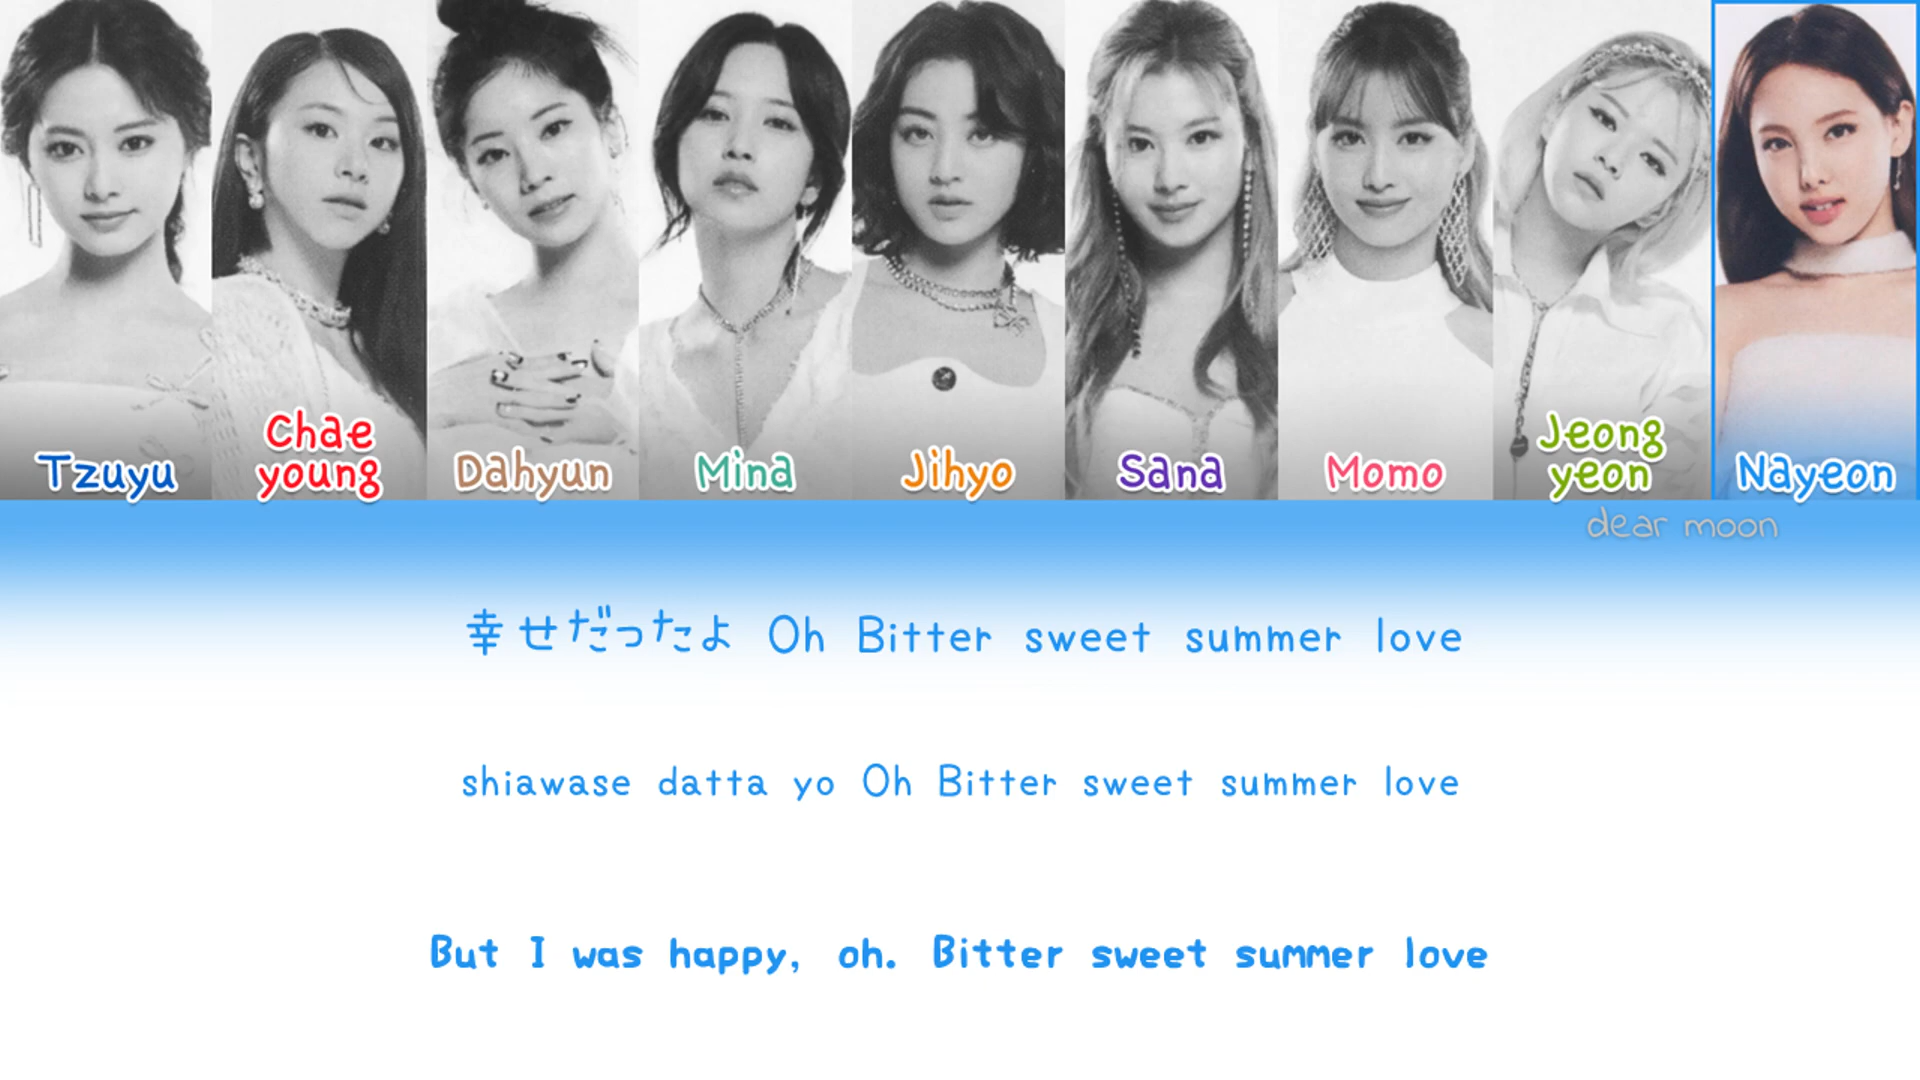 Tzuyu
Chae
young
Dahyun
Mina
Jihyo
Sana
Momo
Jeong
yeon
Nayeon
dear moon
幸せだったよ Oh Bitter sweet summer love
shiawase datta yo Oh Bitter sweet summer love
But I was happy, oh. Bitter sweet summer love